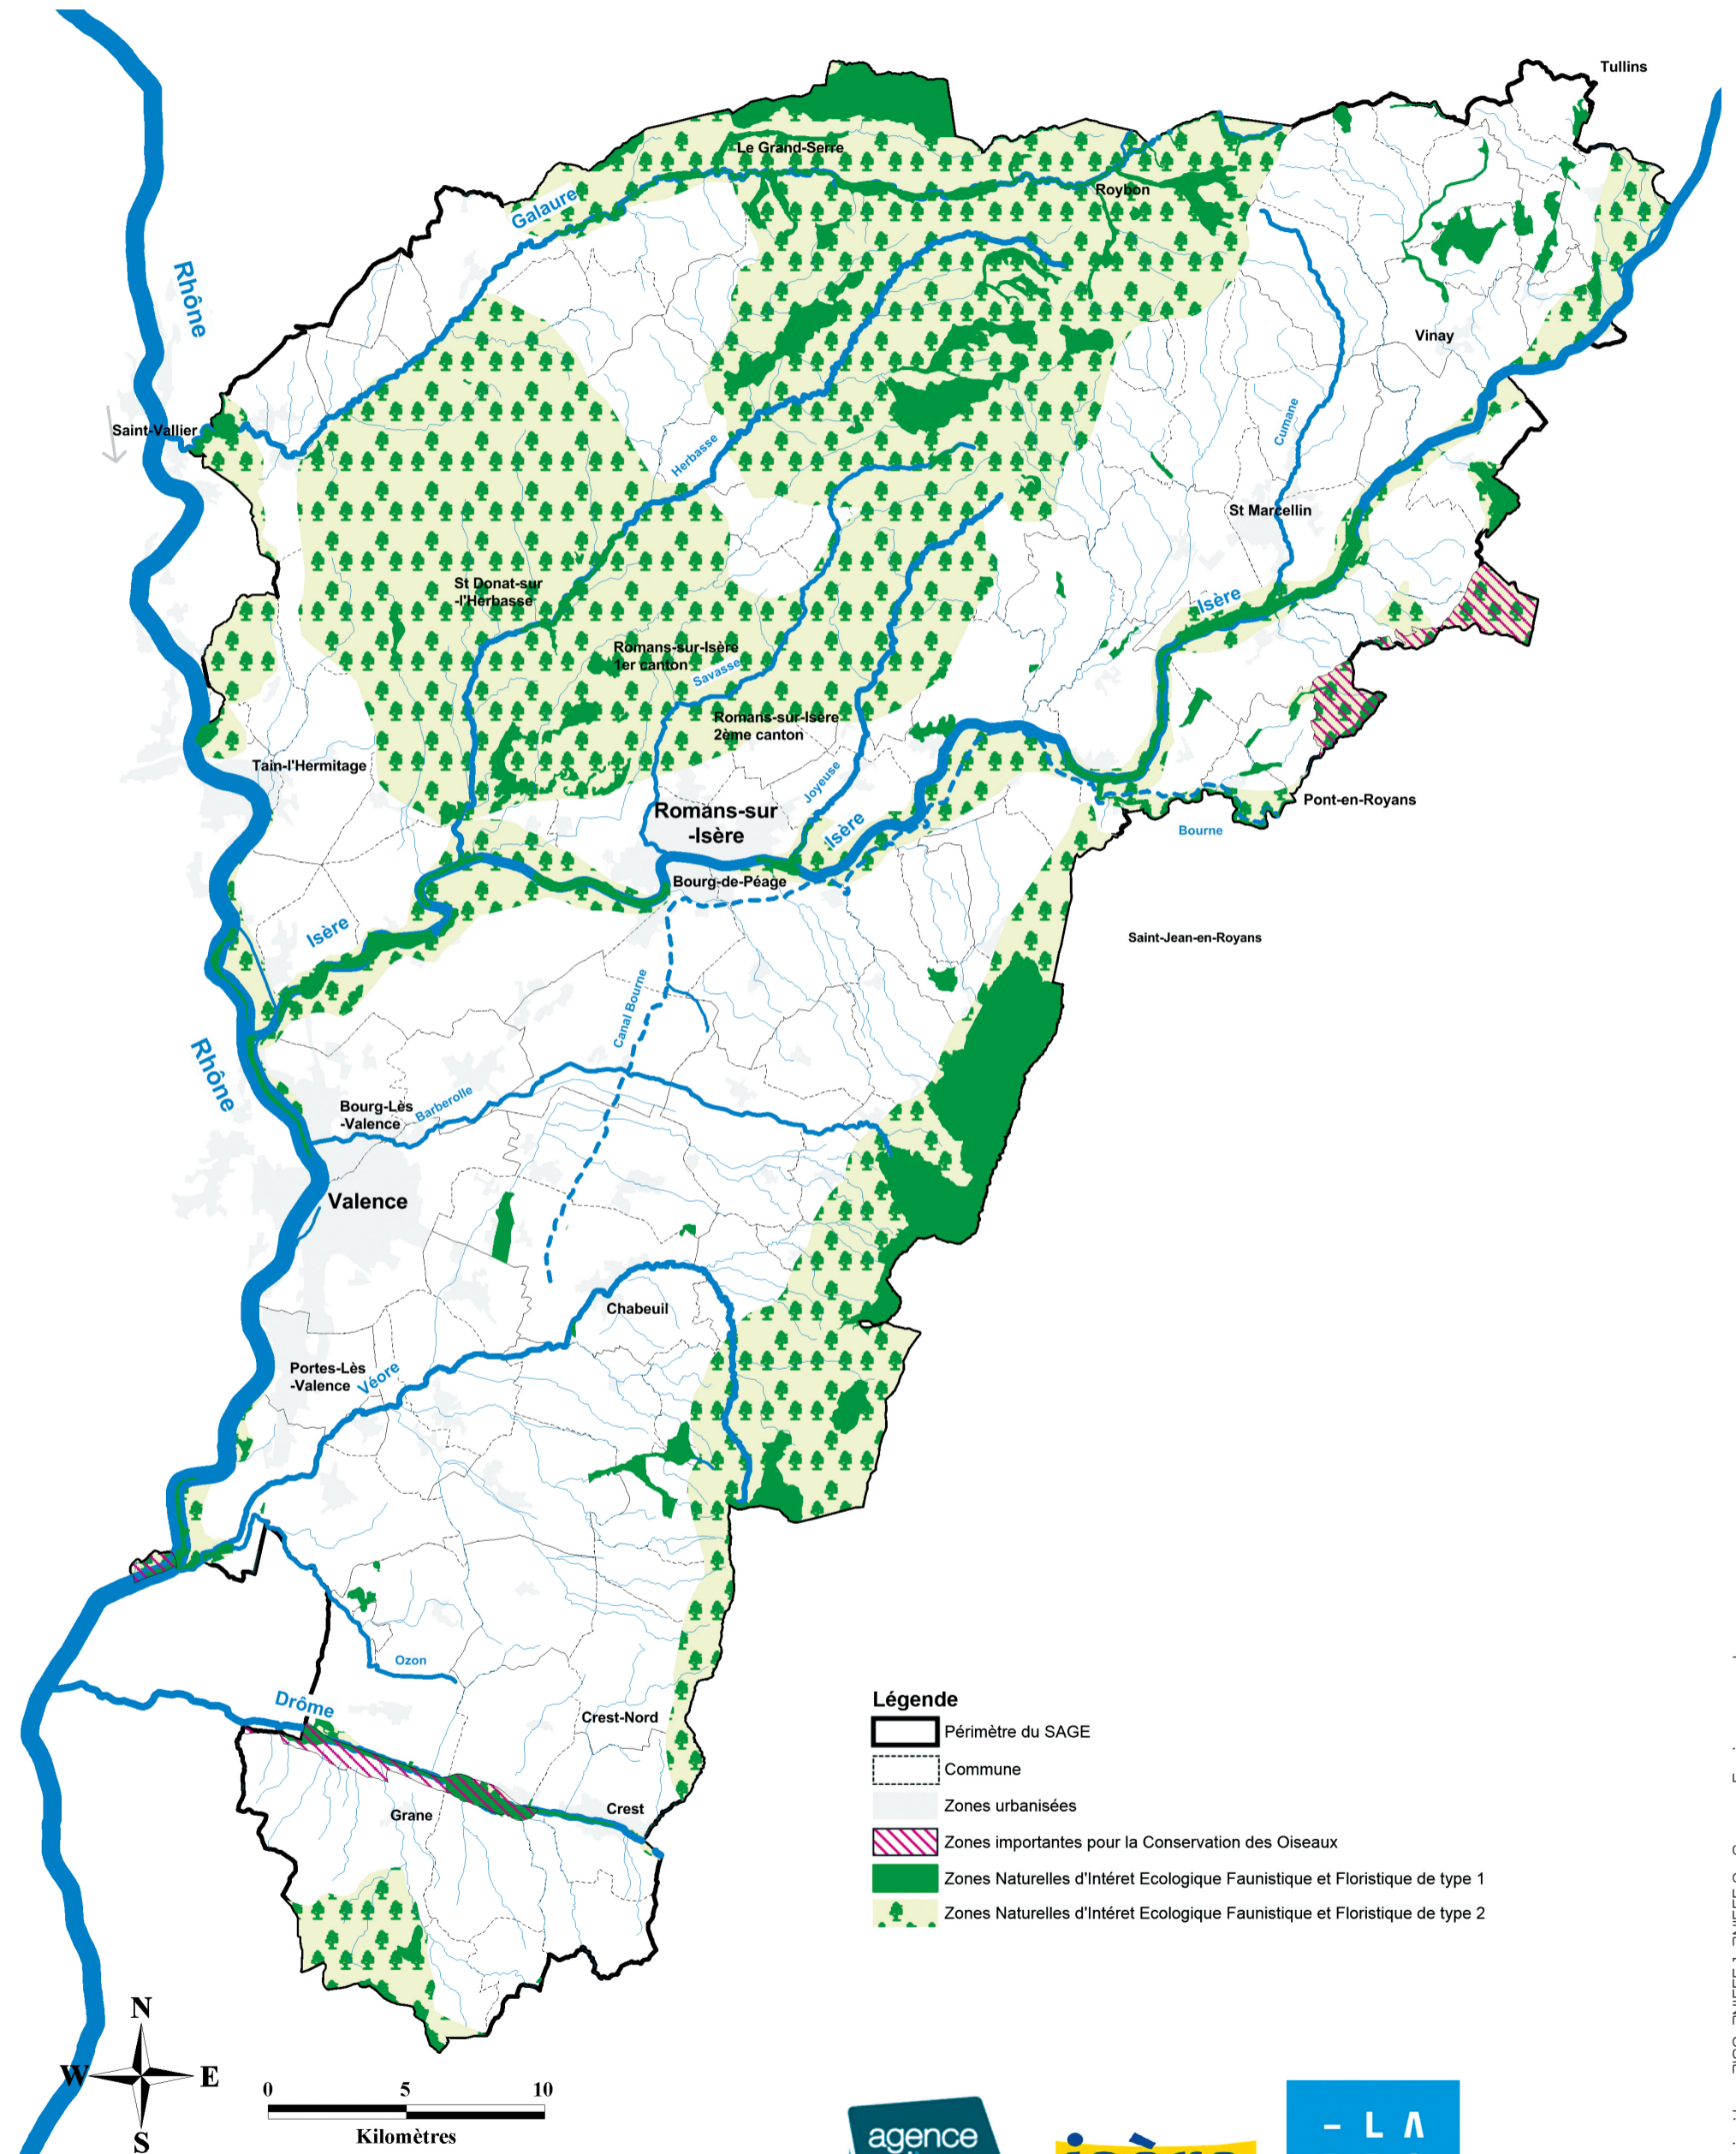 Tullins
Le Grand-Serre
Roybon
Galaure
Rhône
Vinay
Cumane
Saint-Vallier
Herbasse
St Marcellin
St Donat-sur
-l'Herbasse
Isère
Romans-sur-Isère
1er canton
Savasse
Romans-sur-Isère
2ème canton
Tain-l'Hermitage
Joyeuse
Pont-en-Royans
Romans-sur
-Isère
Isère
Bourne
Bourg-de-Péage
Isère
Saint-Jean-en-Royans
Canal Bourne
Rhône
Barberolle
Bourg-Lès
-Valence
Valence
Chabeuil
Portes-Lès
-Valence
Véore
Ozon
Drôme
Crest-Nord
Crest
Grane
Légende
Périmètre du SAGE
Commune
Zones urbanisées
Zones importantes pour la Conservation des Oiseaux
Zones Naturelles d'Intéret Ecologique Faunistique et Floristique de type 1
Zones Naturelles d'Intéret Ecologique Faunistique et Floristique de type 2
N
W
E
S
0 5 10
Kilomètres
agence
- L A